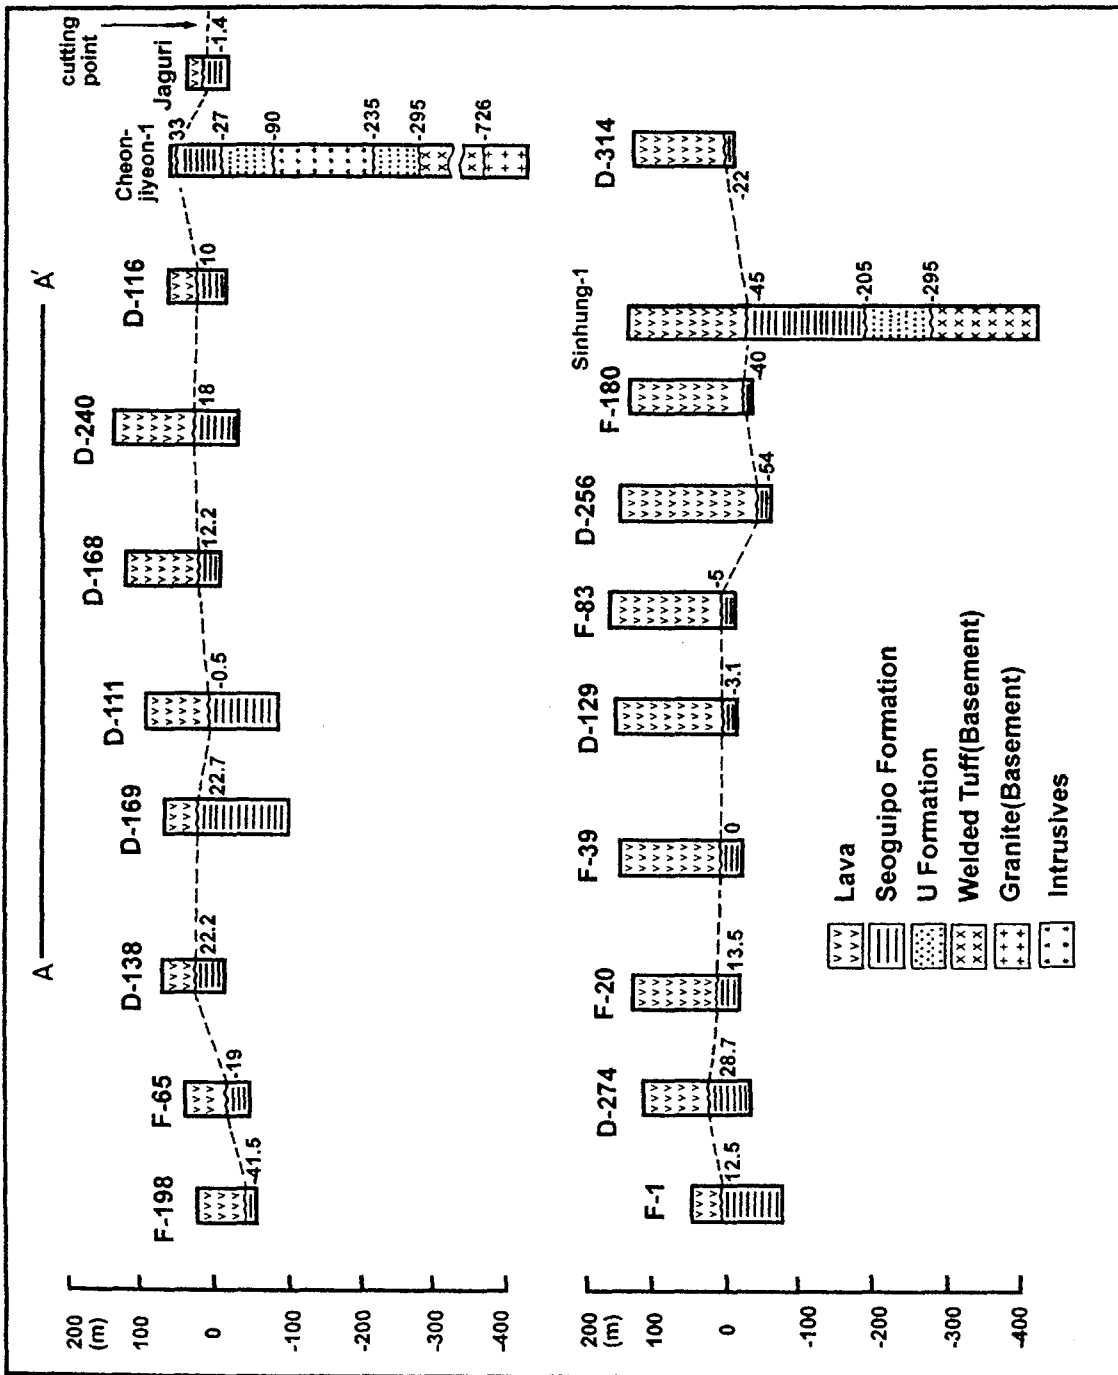 A
A'
cutting
point
200
(m)
100
0
-100
-200
-300
-400
F-198
-41.5
F-65
-19
D-138
22.2
D-169
22.7
D-111
-0.5
D-168
12.2
D-240
18
D-116
10
Cheon-
jiyeon-1
33
-27
-90
-235
-295
-726
Jaguri
-1.4
200
(m)
100
0
-100
-200
-300
-400
F-1
12.5
D-274
28.7
F-20
13.5
F-39
0
D-129
-3.1
F-83
-5
D-256
-54
F-180
-40
Sinhung-1
-45
-205
-295
D-314
-22
Lava
Seoguipo Formation
U Formation
Welded Tuff(Basement)
Granite(Basement)
Intrusives